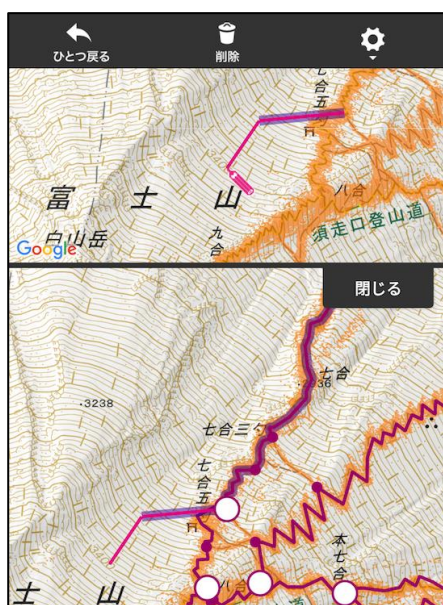 ひとつ戻る
削除
七合五
富士山
八合
白山岳
九合
須走口登山道
Google
閉じる
七合
3238
七合三勺
七合五
本七合
八
士山
道